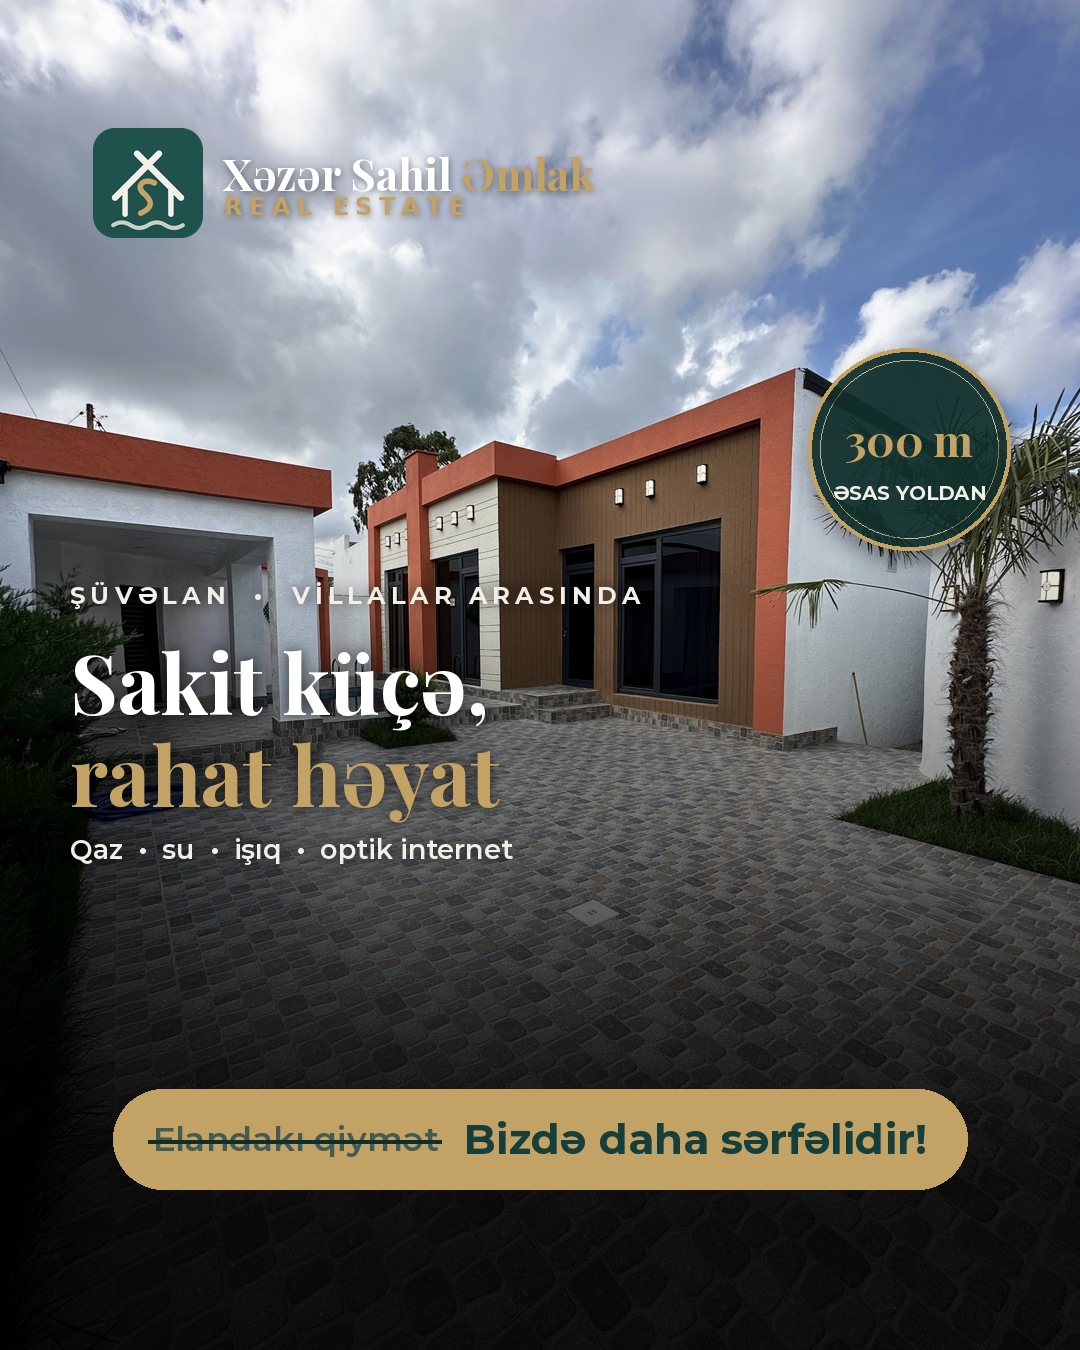 Xəzər Sahil Əmlak
REAL ESTATE
300 m
ƏSAS YOLDAN
ŞÜVƏLAN • VİLLALAR ARASINDA
Sakit küçə,
rahat həyat
Qaz • su • işıq • optik internet
Elandakı qiymət Bizdə daha sərfəlidir!